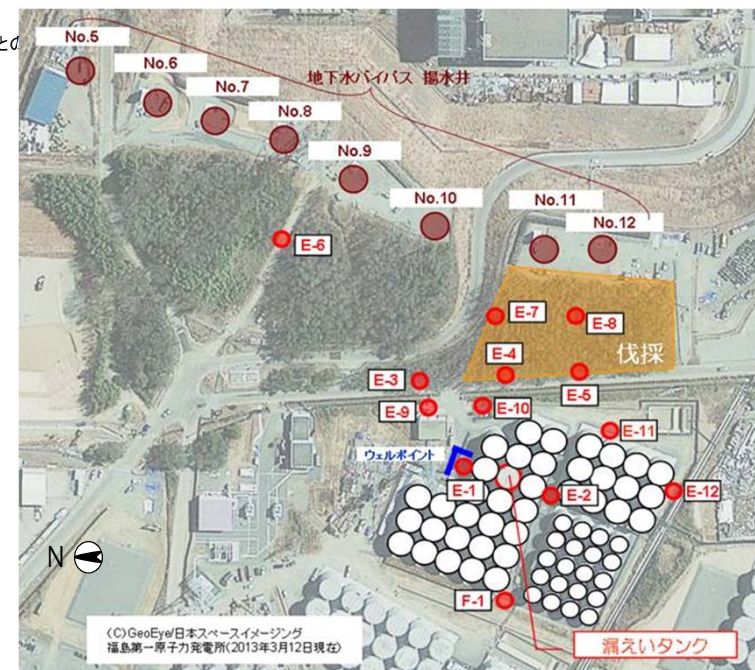 との
No.5
No.6
No.7
No.8
No.9
No.10
No.11
No.12
地下水バイパス 揚水井
E-6
E-7
E-8
伐採
E-4
E-5
E-3
E-9
E-10
E-11
ウェルポイント
E-1
E-2
E-12
F-1
N
(C)GeoEye/日本スペースイメージング
福島第一原子力発電所(2013年3月12日現在)
漏えいタンク